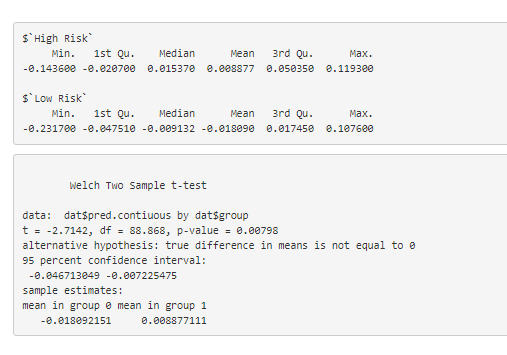 $`High Risk`
Min. 1st Qu. Median Mean 3rd Qu. Max.
-0.143600 -0.020700 0.015370 0.008877 0.050350 0.119300
$`Low Risk`
Min. 1st Qu. Median Mean 3rd Qu. Max.
-0.231700 -0.047510 -0.009132 -0.018090 0.017450 0.107600
Welch Two Sample t-test
data: dat$pred.contiuous by dat$group
t = -2.7142, df = 88.868, p-value = 0.00798
alternative hypothesis: true difference in means is not equal to 0
95 percent confidence interval:
-0.046713049 -0.007225475
sample estimates:
mean in group 0 mean in group 1
-0.018092151 0.008877111